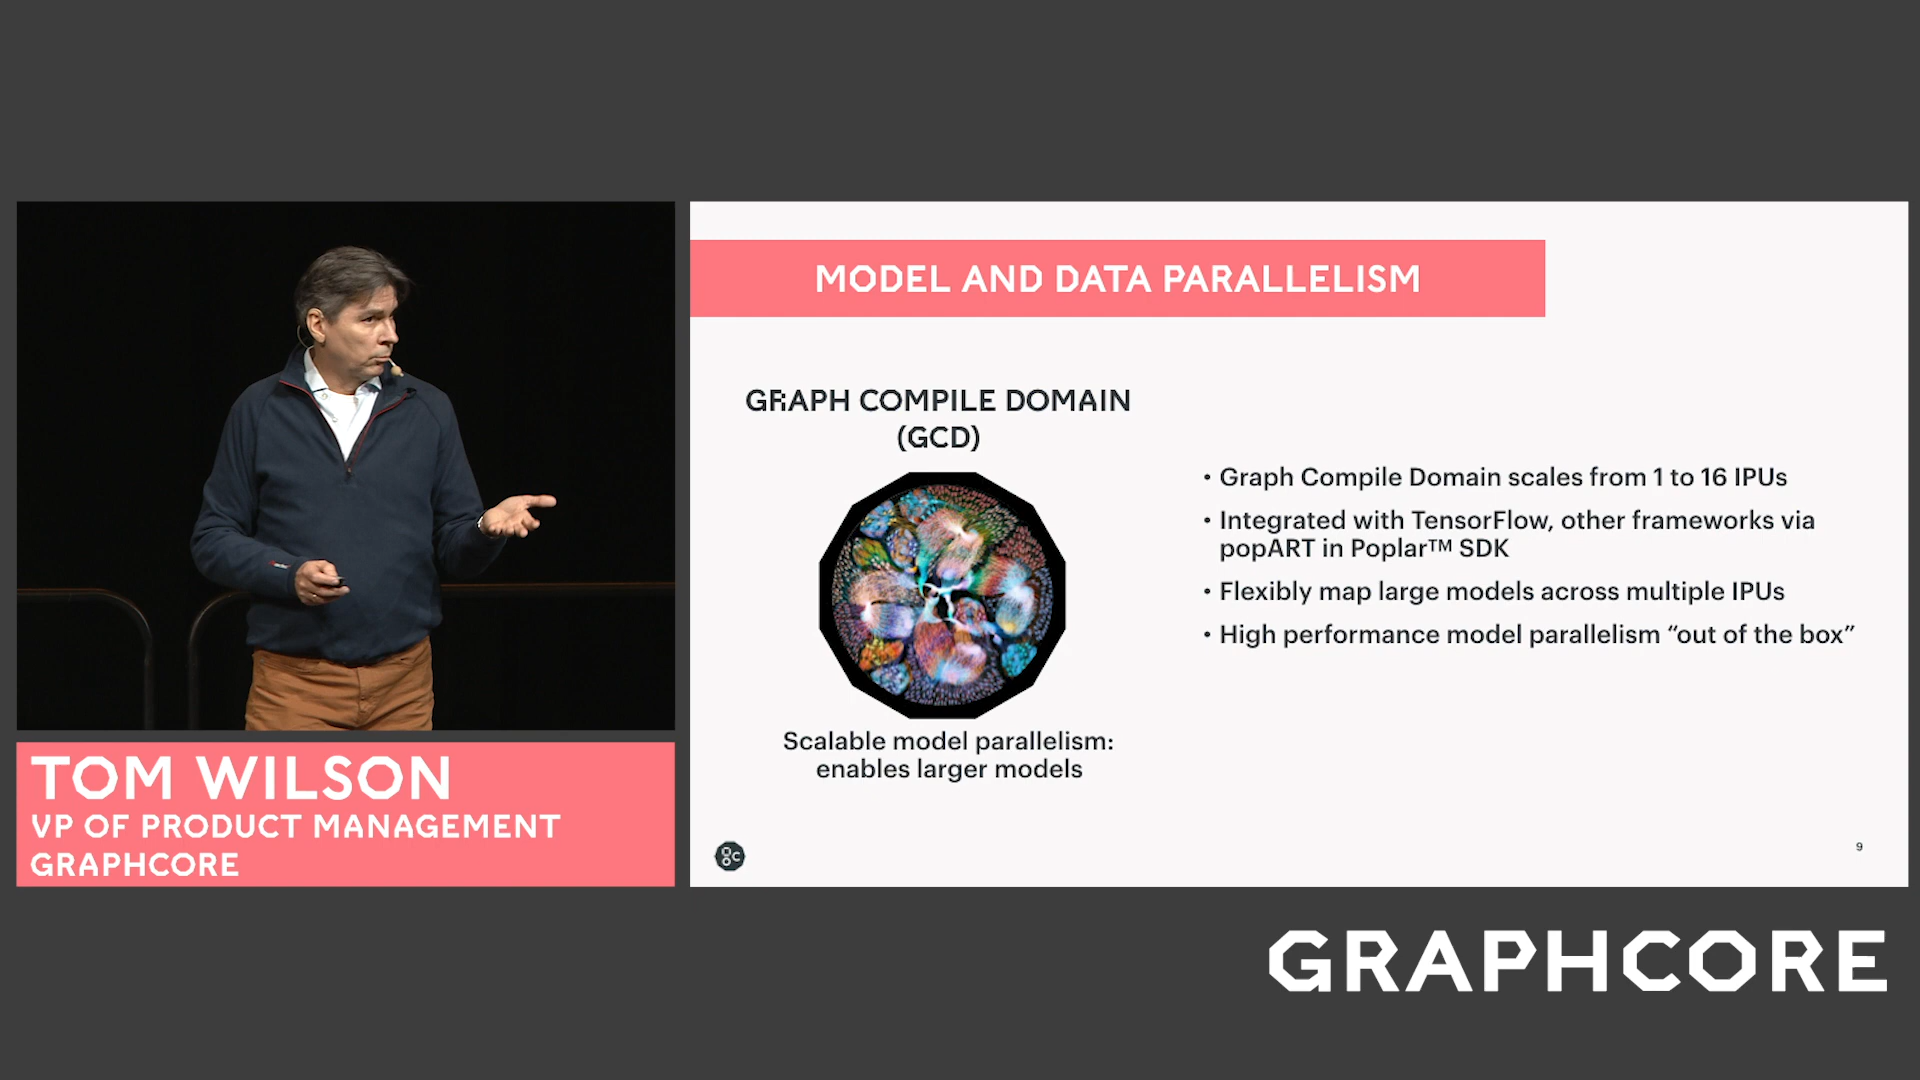 MODEL AND DATA PARALLELISM
GRAPH COMPILE DOMAIN
(GCD)
• Graph Compile Domain scales from 1 to 16 IPUs
• Integrated with TensorFlow, other frameworks via
popART in Poplar™ SDK
• Flexibly map large models across multiple IPUs
• High performance model parallelism “out of the box”
Scalable model parallelism:
enables larger models
9
TOM WILSON
VP OF PRODUCT MANAGEMENT
GRAPHCORE
GRAPHCORE